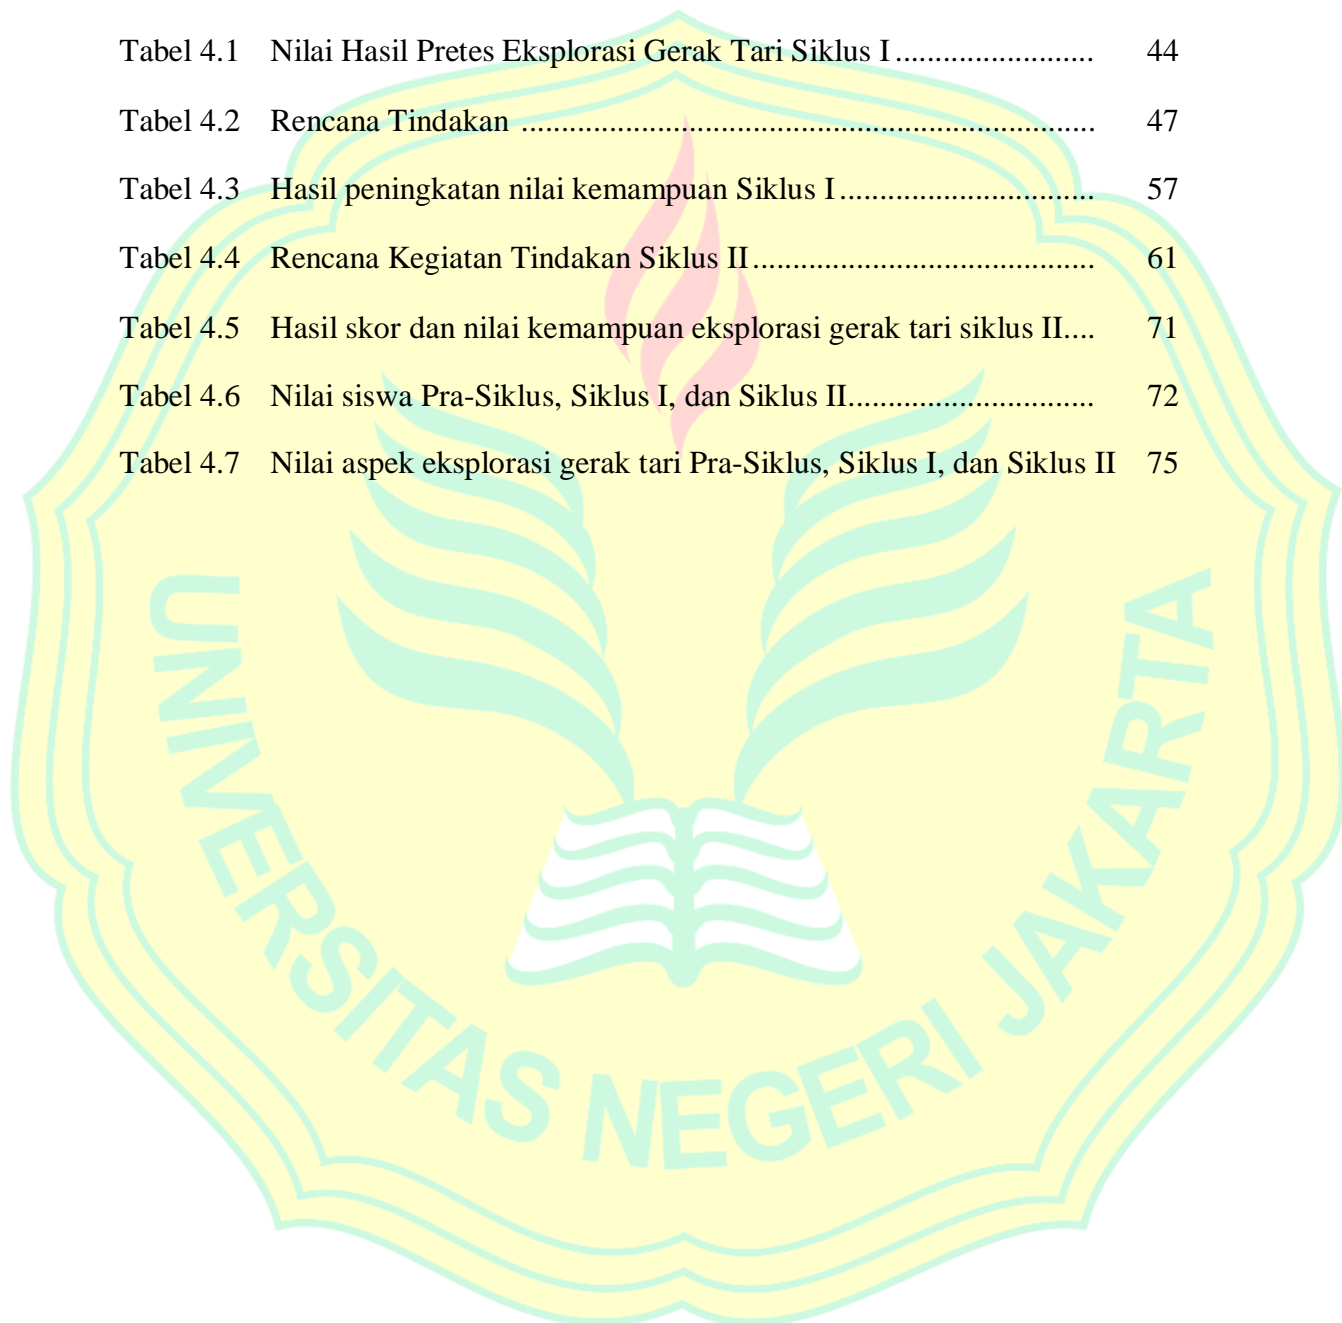 Tabel 4.1 Nilai Hasil Pretes Eksplorasi Gerak Tari Siklus I ......................... 44
Tabel 4.2 Rencana Tindakan ........................................................................ 47
Tabel 4.3 Hasil peningkatan nilai kemampuan Siklus I ................................ 57
Tabel 4.4 Rencana Kegiatan Tindakan Siklus II ........................................... 61
Tabel 4.5 Hasil skor dan nilai kemampuan eksplorasi gerak tari siklus II.... 71
Tabel 4.6 Nilai siswa Pra-Siklus, Siklus I, dan Siklus II............................... 72
Tabel 4.7 Nilai aspek eksplorasi gerak tari Pra-Siklus, Siklus I, dan Siklus II 75
UNIVERSITAS NEGERI JAKARTA